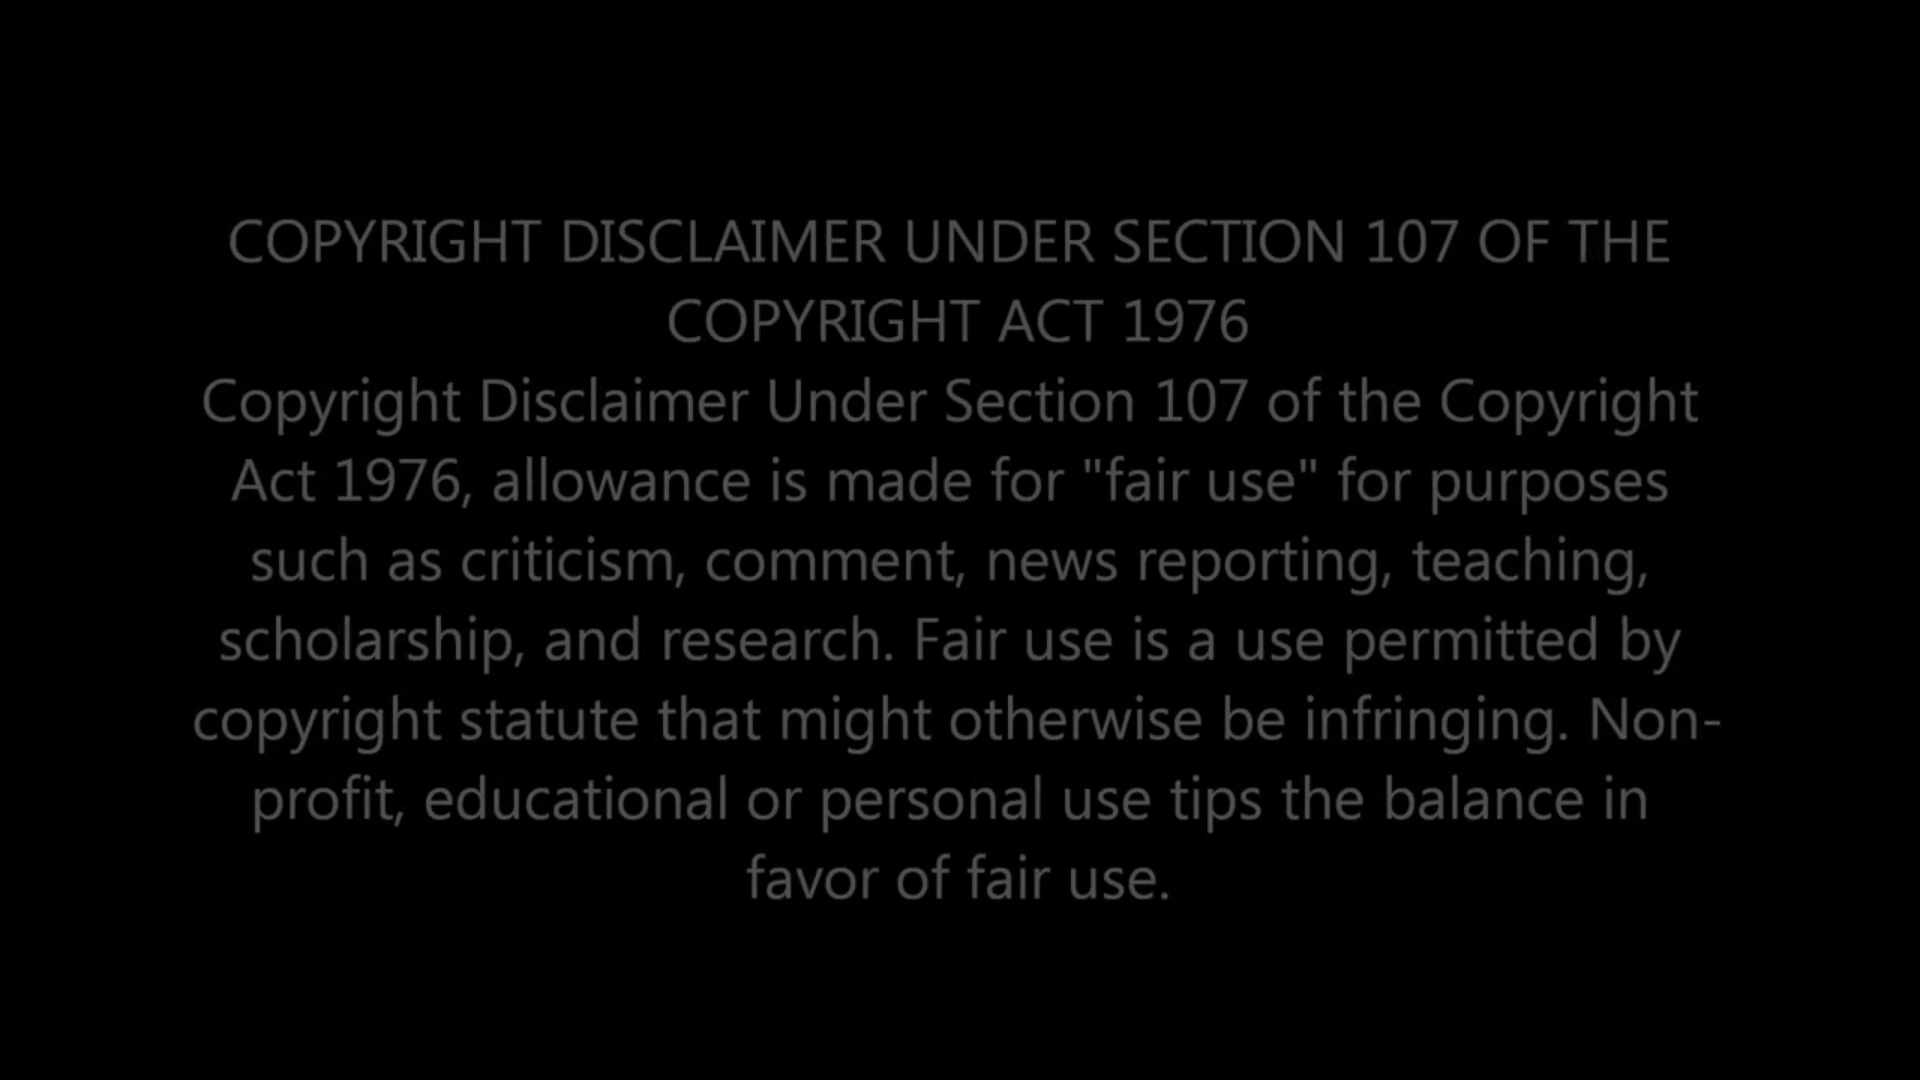 COPYRIGHT DISCLAIMER UNDER SECTION 107 OF THE
COPYRIGHT ACT 1976
Copyright Disclaimer Under Section 107 of the Copyright
Act 1976, allowance is made for "fair use" for purposes
such as criticism, comment, news reporting, teaching,
scholarship, and research. Fair use is a use permitted by
copyright statute that might otherwise be infringing. Non-
profit, educational or personal use tips the balance in
favor of fair use.